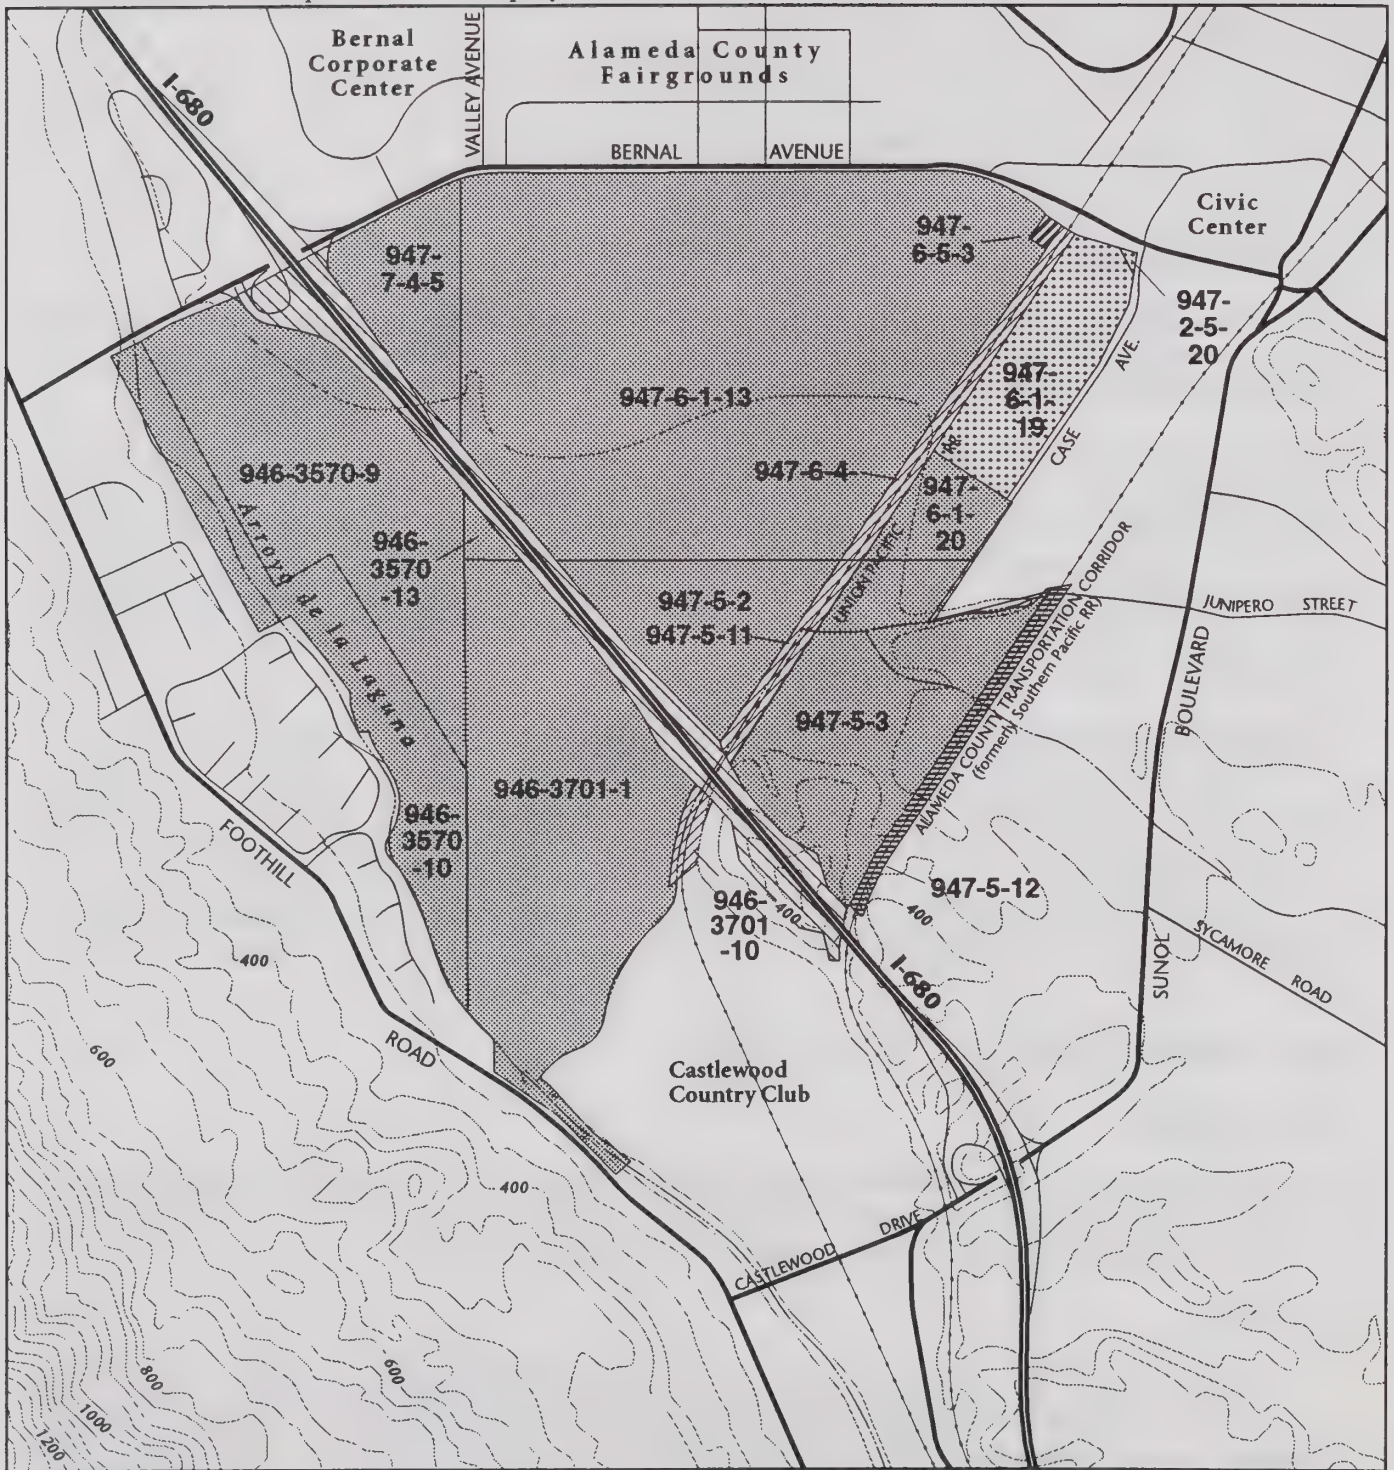 Bernal
Corporate
Center
Alameda County
Fairgrounds
I-680
VALLEY AVENUE
BERNAL AVENUE
Civic
Center
947-
7-4-5
947-
6-5-3
947-
2-5-
20
947-6-1-13
947-
6-1-
19
AVE.
CASE
946-3570-9
947-6-4-
947-
6-1-
20
Arroyo de la Laguna
946-
3570
-13
UNION PACIFIC
947-5-2
947-5-11
JUNIPERO STREET
ALAMEDA COUNTY TRANSPORTATION CORRIDOR
(formerly Southern Pacific RR)
BOULEVARD
947-5-3
946-3701-1
946-
3570
-10
FOOTHILL
947-5-12
946-
3701
-10
400
400
400
SYCAMORE ROAD
SUNOL
I-680
ROAD
600
Castlewood
Country Club
400
CASTLEWOOD DRIVE
800
600
1000
1200